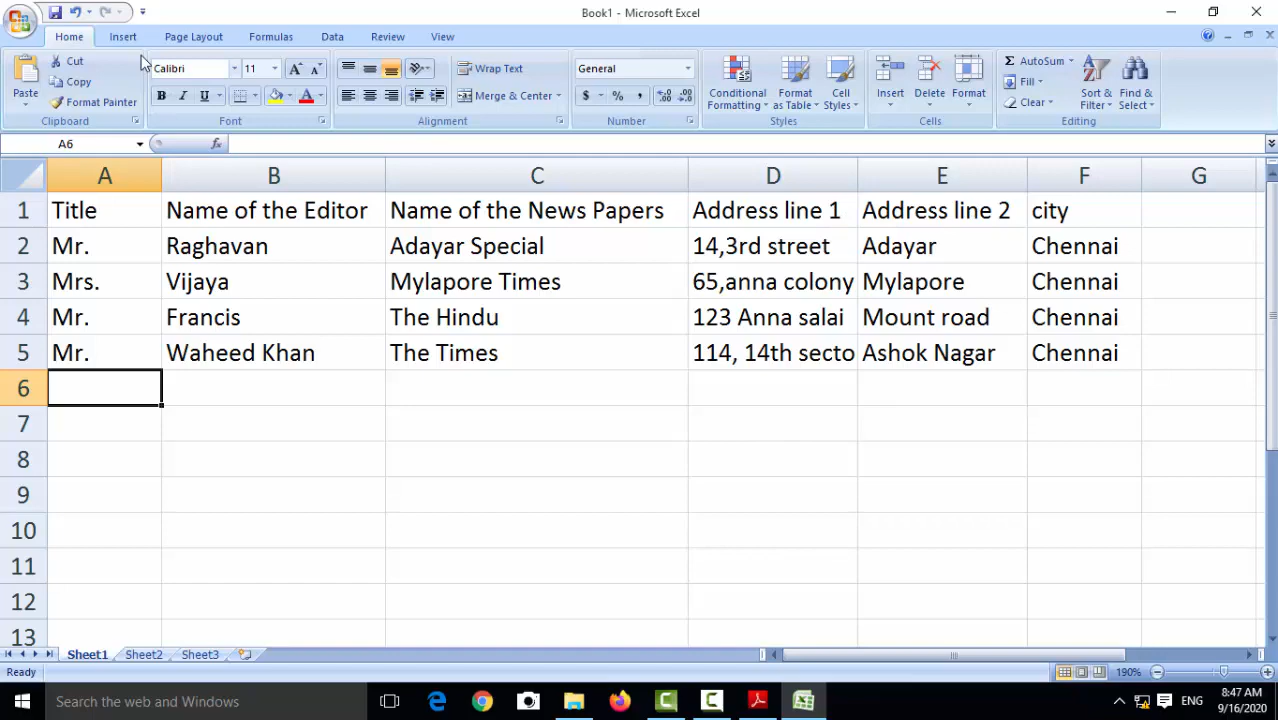 Book1 - Microsoft Excel
Home Insert Page Layout Formulas Data Review View
Paste Cut Copy Format Painter
Clipboard
Calibri 11
B I U
Font
Wrap Text
Merge & Center
Alignment
General
$ % ,
Number
Conditional Formatting Format as Table Cell Styles
Styles
Insert Delete Format
Cells
AutoSum
Fill
Clear
Sort & Filter Find & Select
Editing
A6 fx
A B C D E F G
1 Title Name of the Editor Name of the News Papers Address line 1 Address line 2 city
2 Mr. Raghavan Adayar Special 14,3rd street Adayar Chennai
3 Mrs. Vijaya Mylapore Times 65,anna colony Mylapore Chennai
4 Mr. Francis The Hindu 123 Anna salai Mount road Chennai
5 Mr. Waheed Khan The Times 114, 14th secto Ashok Nagar Chennai
6
7
8
9
10
11
12
13
Sheet1 Sheet2 Sheet3
Ready 190%
Search the web and Windows
ENG
8:47 AM
9/16/2020